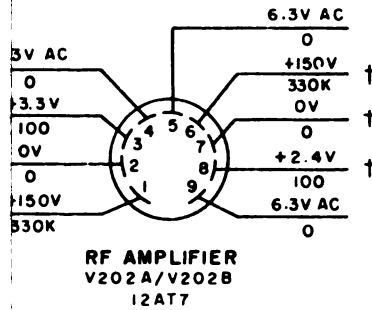 6.3V AC
0
3V AC
0
+150V
330K
†
+3.3V
100
0V
0
†
0V
0
+2.4V
100
†
+150V
330K
6.3V AC
0
1
2
3
4
5
6
7
8
9
RF AMPLIFIER
V202A/V202B
12AT7